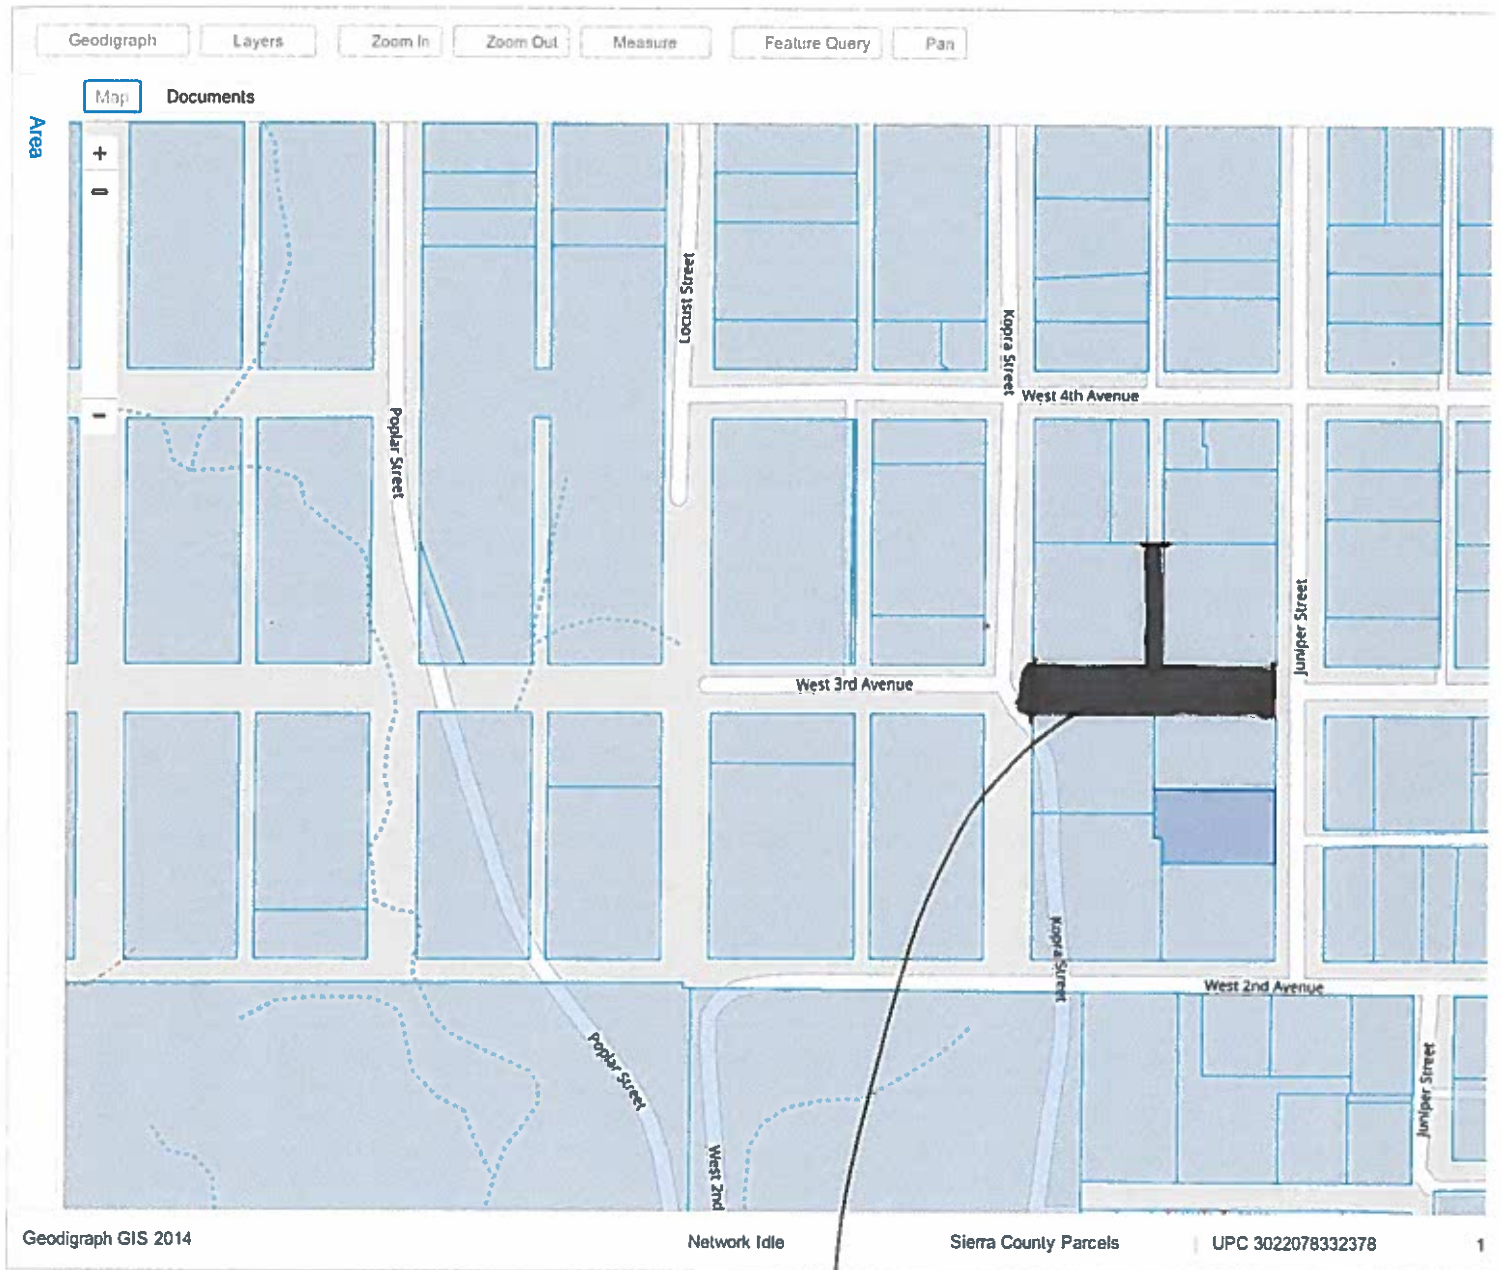 Geodigraph Layers Zoom In Zoom Out Measure Feature Query Pan
Map Documents
Area
+
-
Locust Street
Kopra Street
West 4th Avenue
Poplar Street
Juniper Street
West 3rd Avenue
Kopra Street
West 2nd Avenue
Poplar Street
Juniper Street
West 2nd
Geodigraph GIS 2014 Network Idle Sierra County Parcels UPC 3022078332378 1